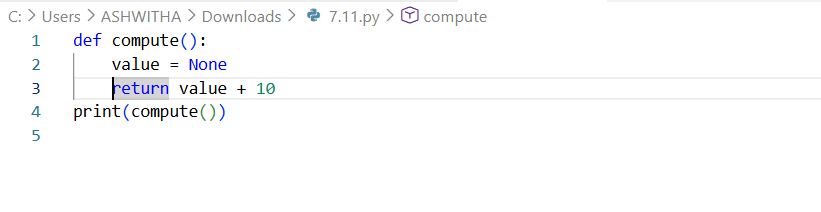 C: > Users > ASHWITHA > Downloads > 7.11.py > compute
1 def compute():
2     value = None
3     return value + 10
4 print(compute())
5